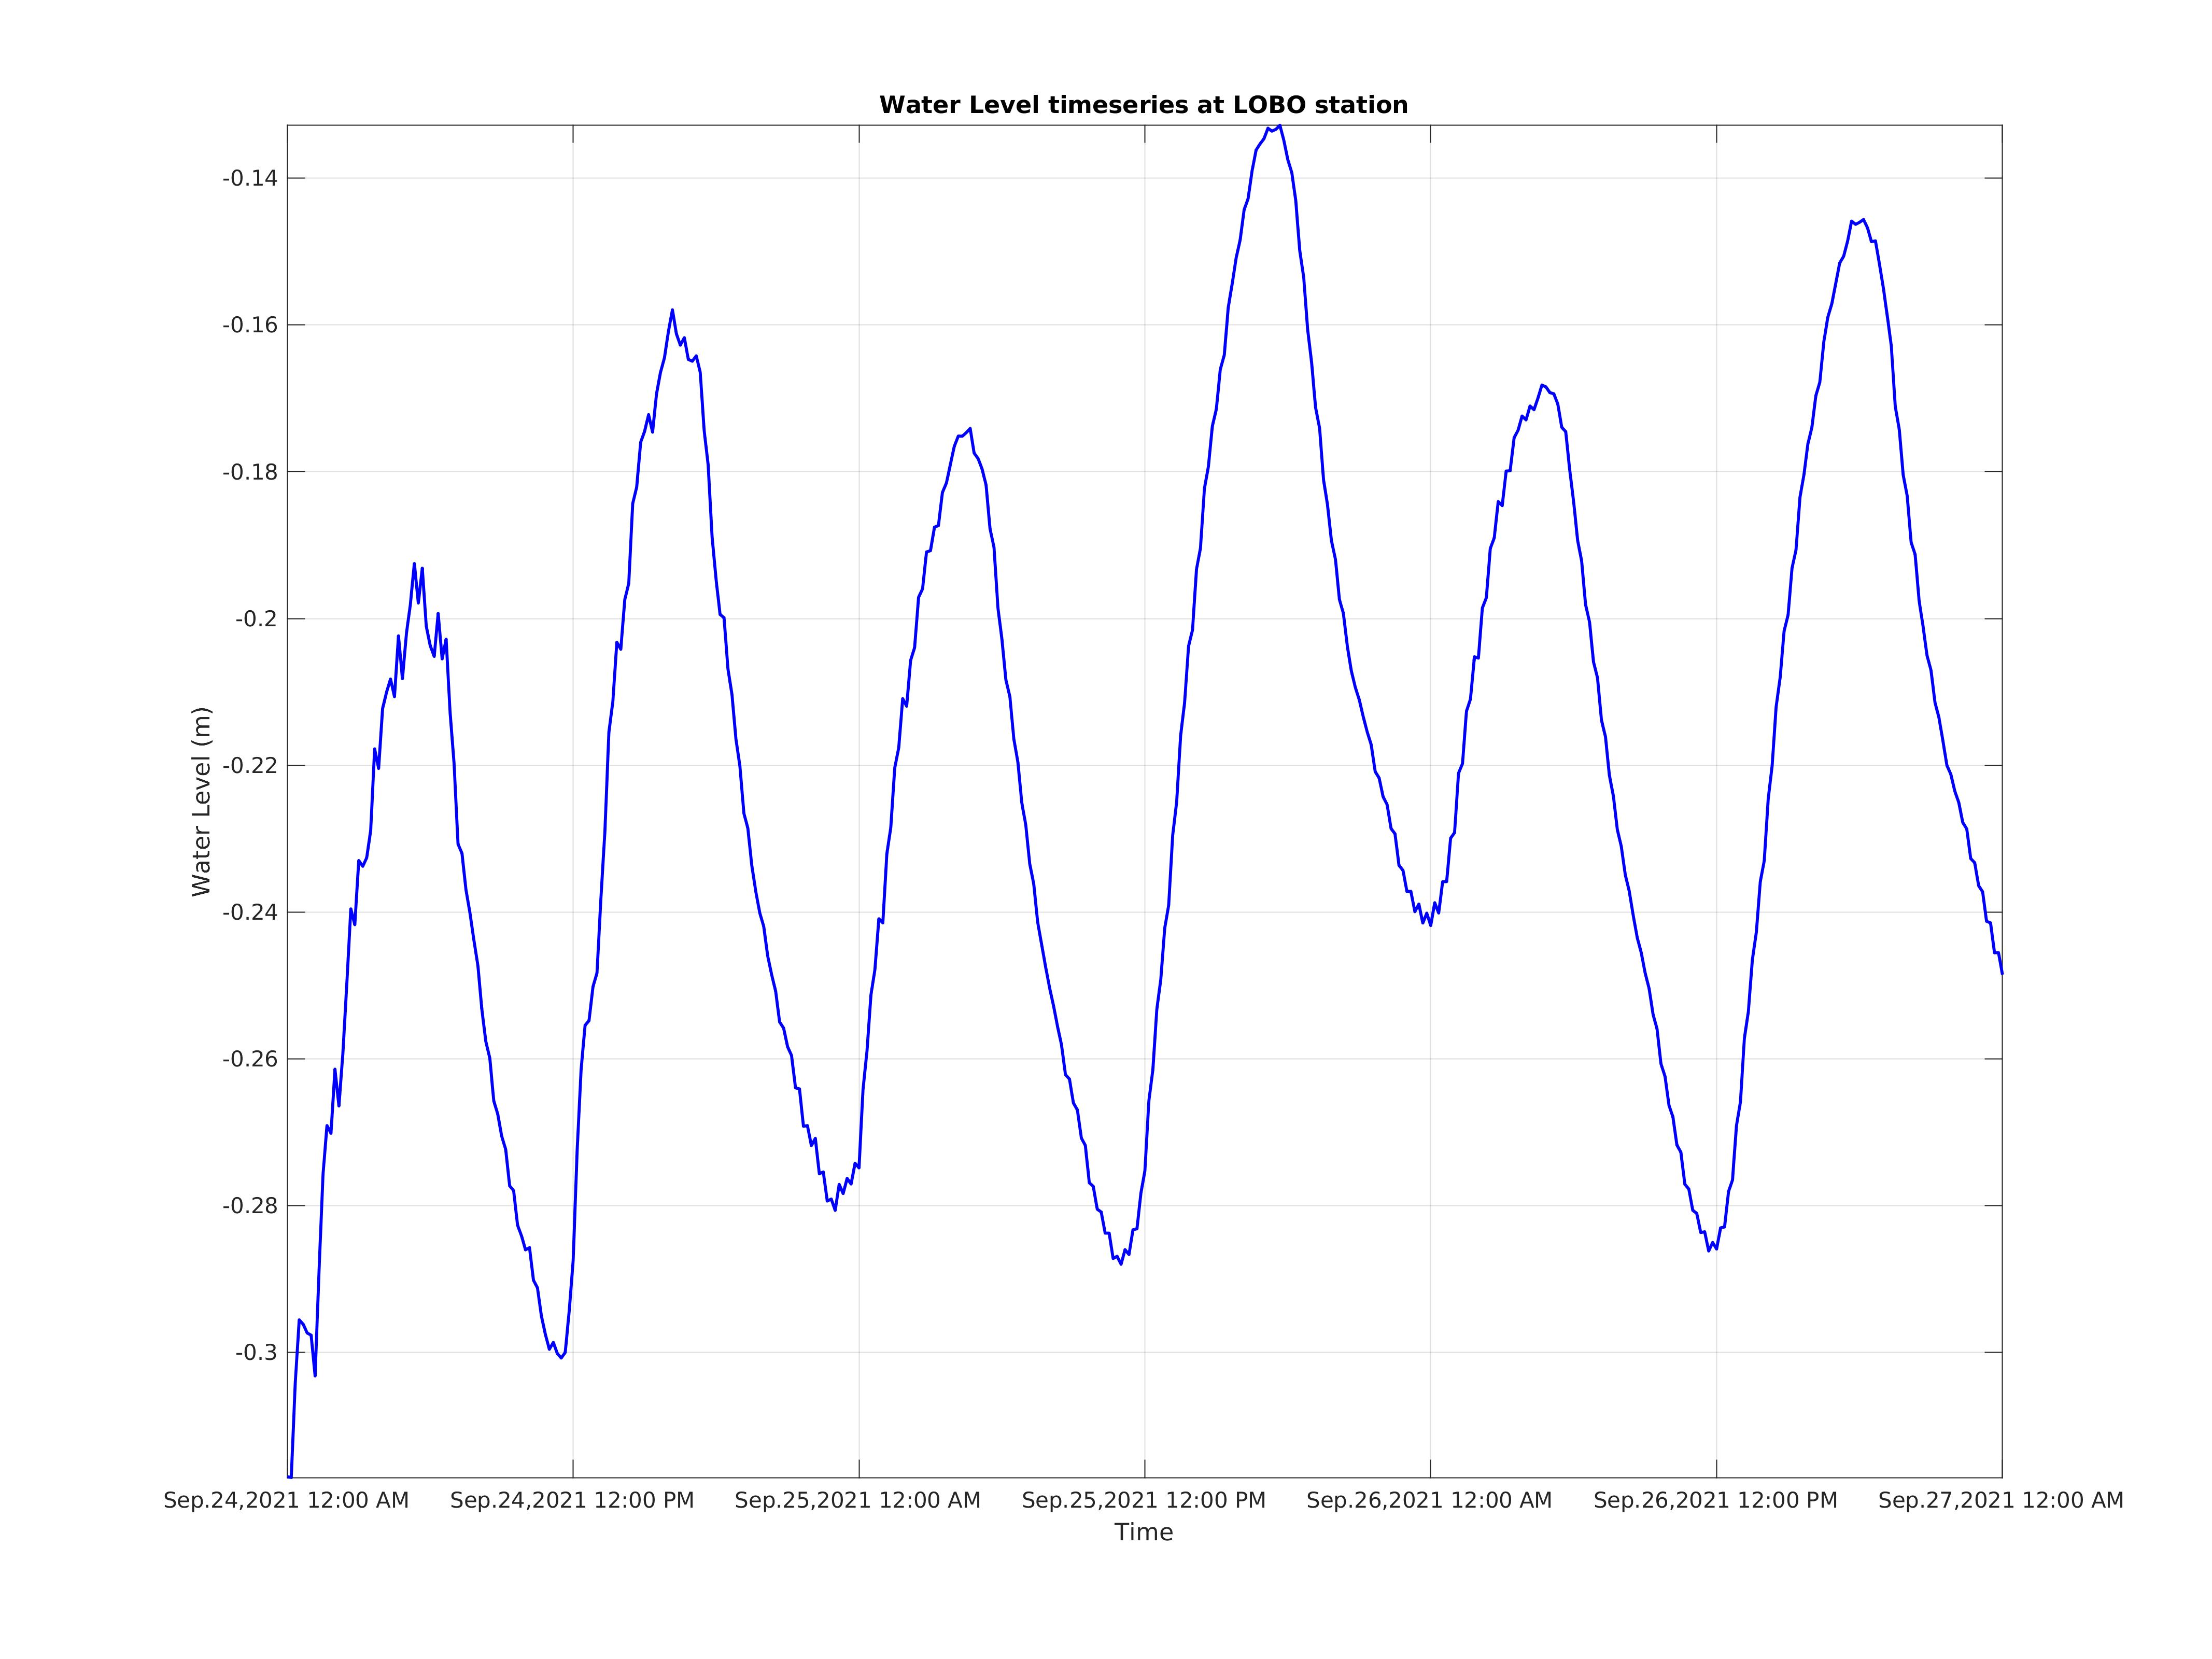 Water Level timeseries at LOBO station
-0.14
-0.16
-0.18
-0.2
-0.22
-0.24
-0.26
-0.28
-0.3
Water Level (m)
Sep.24,2021 12:00 AM Sep.24,2021 12:00 PM Sep.25,2021 12:00 AM Sep.25,2021 12:00 PM Sep.26,2021 12:00 AM Sep.26,2021 12:00 PM Sep.27,2021 12:00 AM
Time